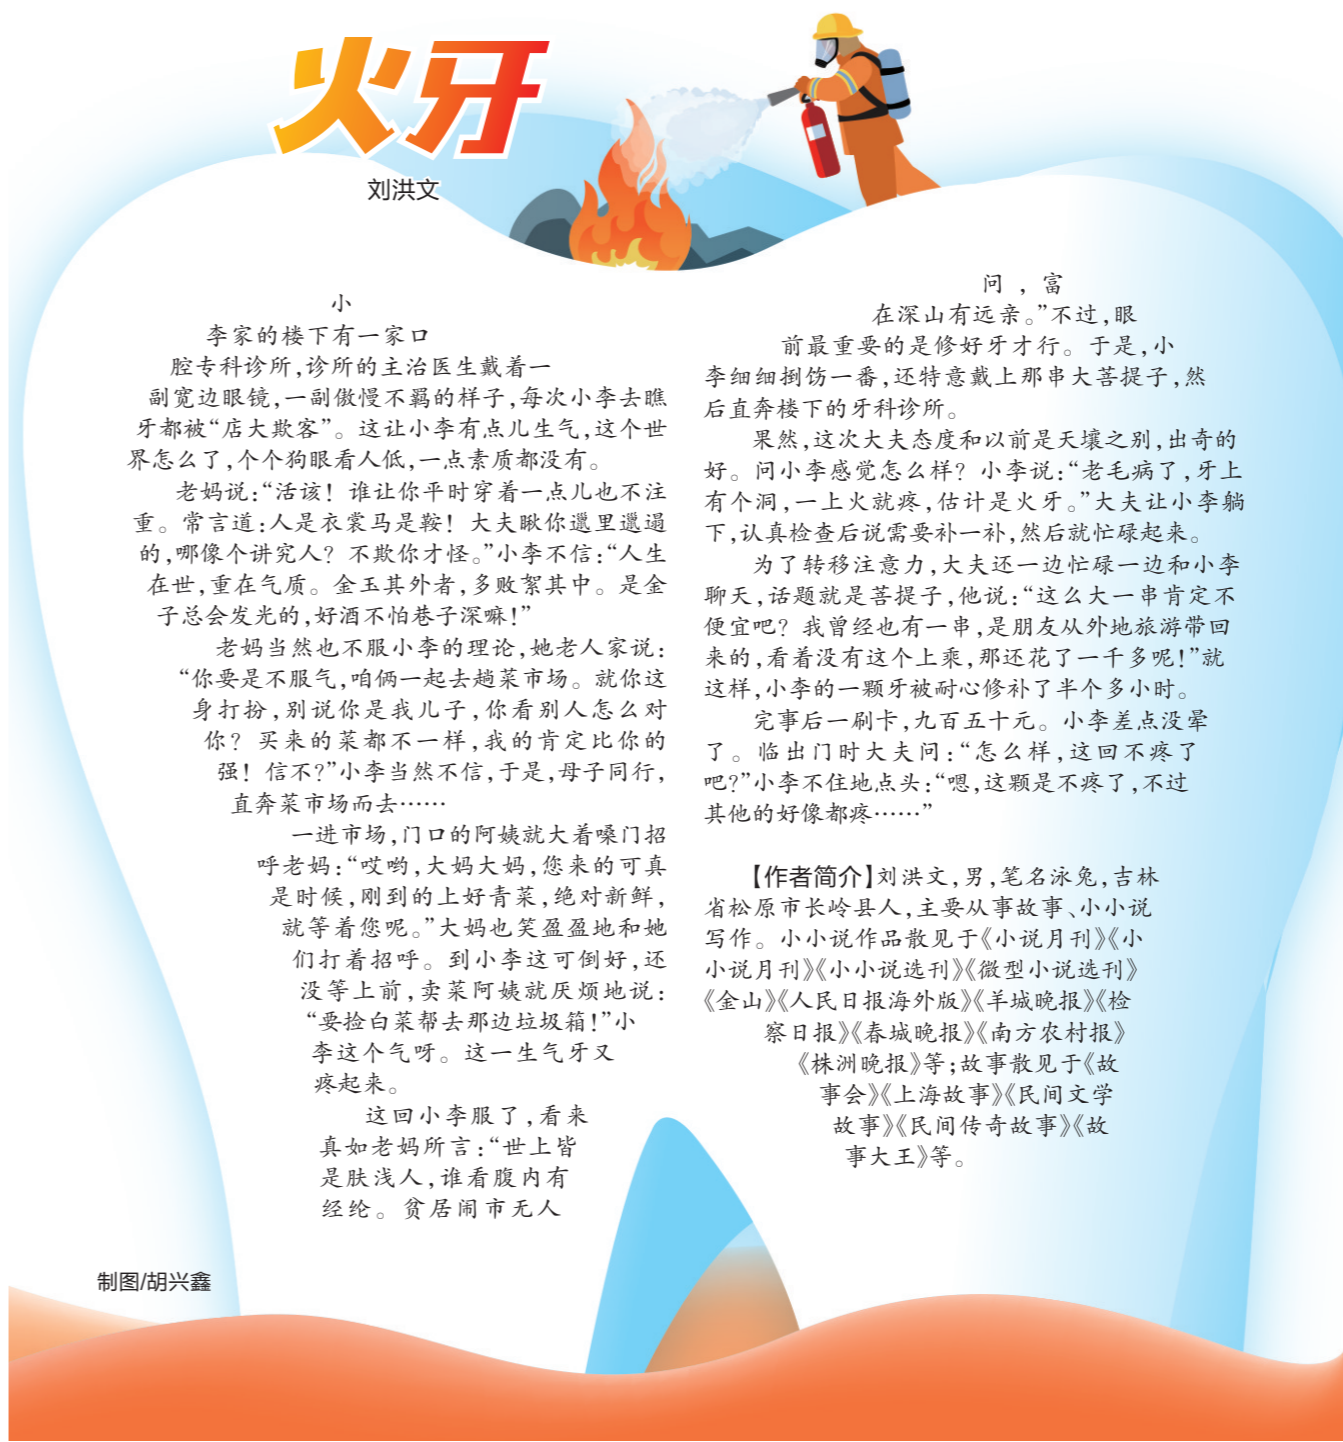 火牙
刘洪文
小
李家的楼下有一家口
腔专科诊所,诊所的主治医生戴着一
副宽边眼镜,一副傲慢不羁的样子,每次小李去瞧
牙都被“店大欺客”。这让小李有点儿生气,这个世
界怎么了,个个狗眼看人低,一点素质都没有。
老妈说:“活该！谁让你平时穿着一点儿也不注
重。常言道:人是衣裳马是鞍！大夫瞅你邋里邋遢
的,哪像个讲究人？不欺你才怪。”小李不信:“人生
在世,重在气质。金玉其外者,多败絮其中。是金
子总会发光的,好酒不怕巷子深嘛！”
老妈当然也不服小李的理论,她老人家说:
“你要是不服气,咱俩一起去趟菜市场。就你这
身打扮,别说你是我儿子,你看别人怎么对
你？买来的菜都不一样,我的肯定比你的
强！信不?”小李当然不信,于是,母子同行,
直奔菜市场而去……
一进市场,门口的阿姨就大着嗓门招
呼老妈:“哎哟,大妈大妈,您来的可真
是时候,刚到的上好青菜,绝对新鲜,
就等着您呢。”大妈也笑盈盈地和她
们打着招呼。到小李这可倒好,还
没等上前,卖菜阿姨就厌烦地说:
“要捡白菜帮去那边垃圾箱！”小
李这个气呀。这一生气牙又
疼起来。
这回小李服了,看来
真如老妈所言:“世上皆
是肤浅人,谁看腹内有
经纶。贫居闹市无人
问,富
在深山有远亲。”不过,眼
前最重要的是修好牙才行。于是,小
李细细捯饬一番,还特意戴上那串大菩提子,然
后直奔楼下的牙科诊所。
果然,这次大夫态度和以前是天壤之别,出奇的
好。问小李感觉怎么样？小李说:“老毛病了,牙上
有个洞,一上火就疼,估计是火牙。”大夫让小李躺
下,认真检查后说需要补一补,然后就忙碌起来。
为了转移注意力,大夫还一边忙碌一边和小李
聊天,话题就是菩提子,他说:“这么大一串肯定不
便宜吧？我曾经也有一串,是朋友从外地旅游带回
来的,看着没有这个上乘,那还花了一千多呢！”就
这样,小李的一颗牙被耐心修补了半个多小时。
完事后一刷卡,九百五十元。小李差点没晕
了。临出门时大夫问:“怎么样,这回不疼了
吧?”小李不住地点头:“嗯,这颗是不疼了,不过
其他的好像都疼……”
【作者简介】刘洪文,男,笔名泳兔,吉林
省松原市长岭县人,主要从事故事、小小说
写作。小小说作品散见于《小说月刊》《小
小说月刊》《小小说选刊》《微型小说选刊》
《金山》《人民日报海外版》《羊城晚报》《检
察日报》《春城晚报》《南方农村报》
《株洲晚报》等;故事散见于《故
事会》《上海故事》《民间文学
故事》《民间传奇故事》《故
事大王》等。
制图/胡兴鑫